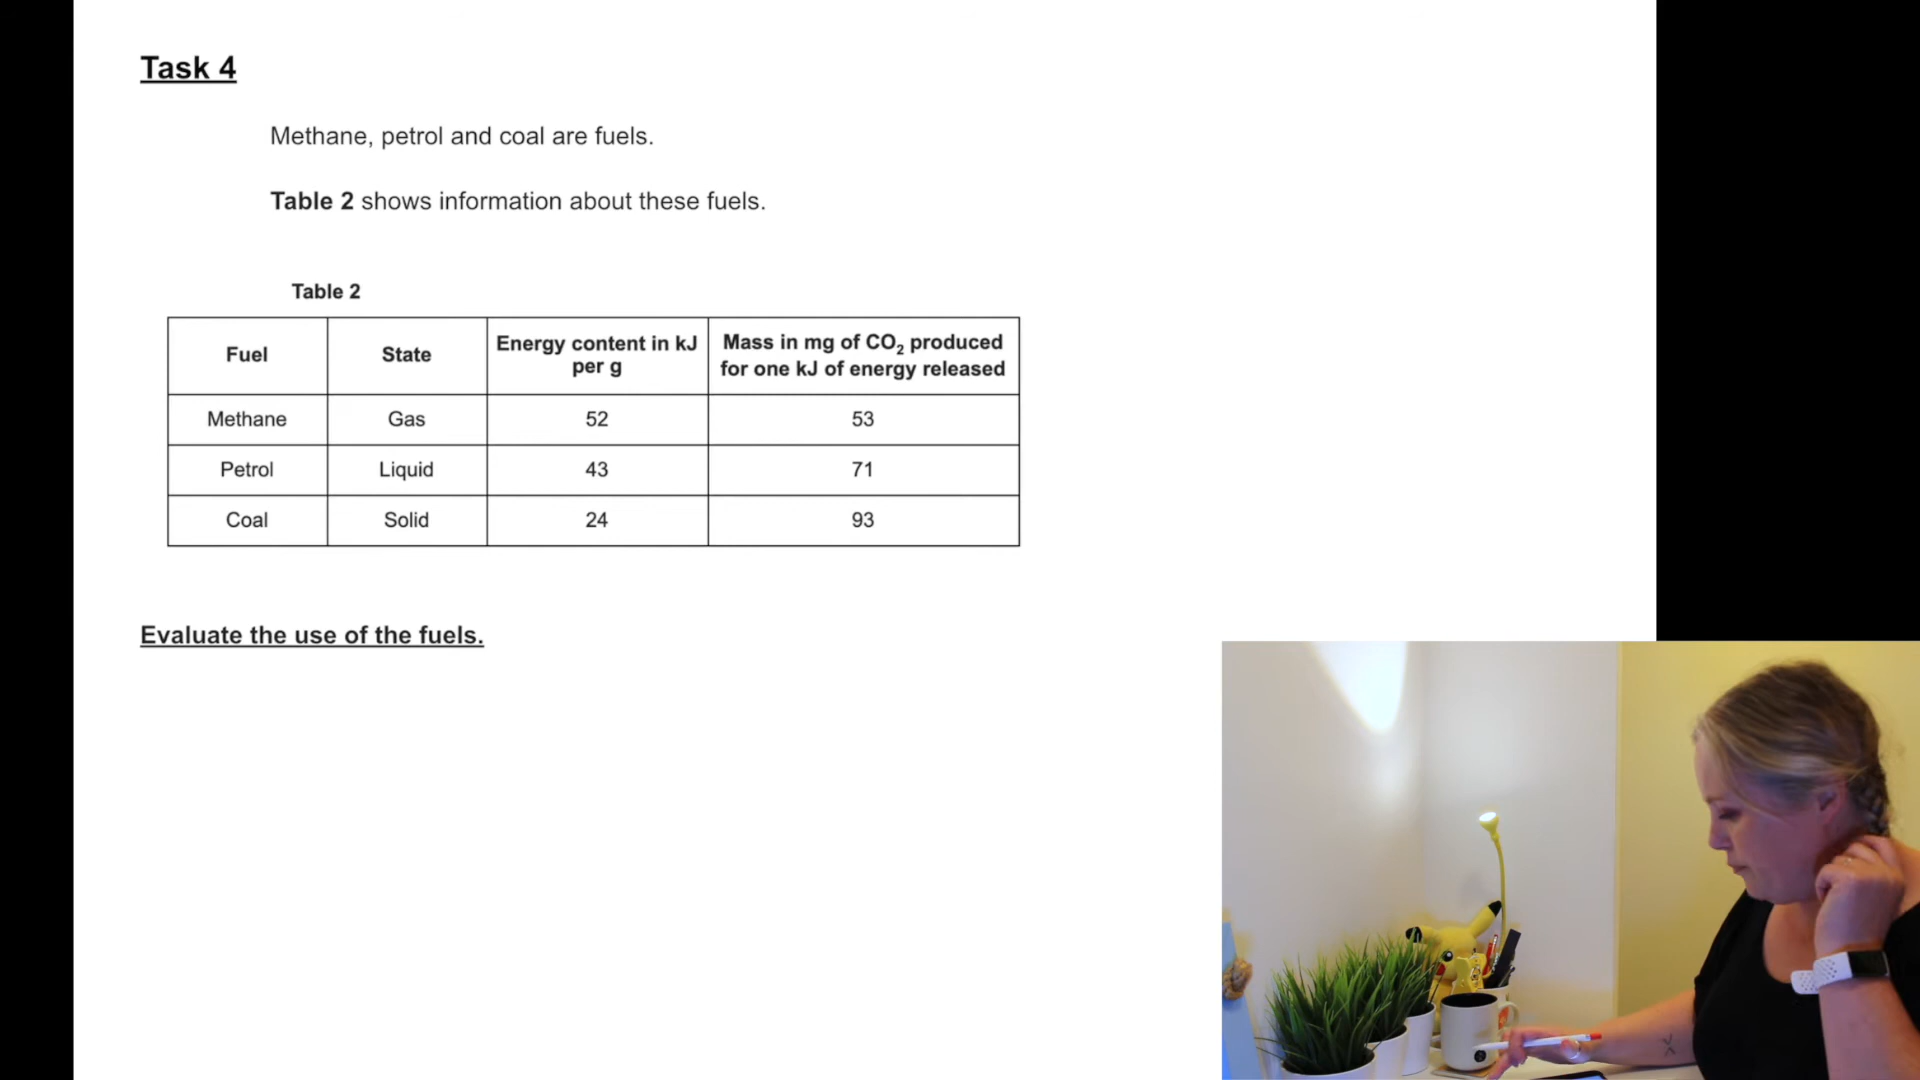 Task 4
Methane, petrol and coal are fuels.
Table 2 shows information about these fuels.
Table 2
Fuel State Energy content in kJ per g Mass in mg of CO₂ produced for one kJ of energy released
Methane Gas 52 53
Petrol Liquid 43 71
Coal Solid 24 93
Evaluate the use of the fuels.